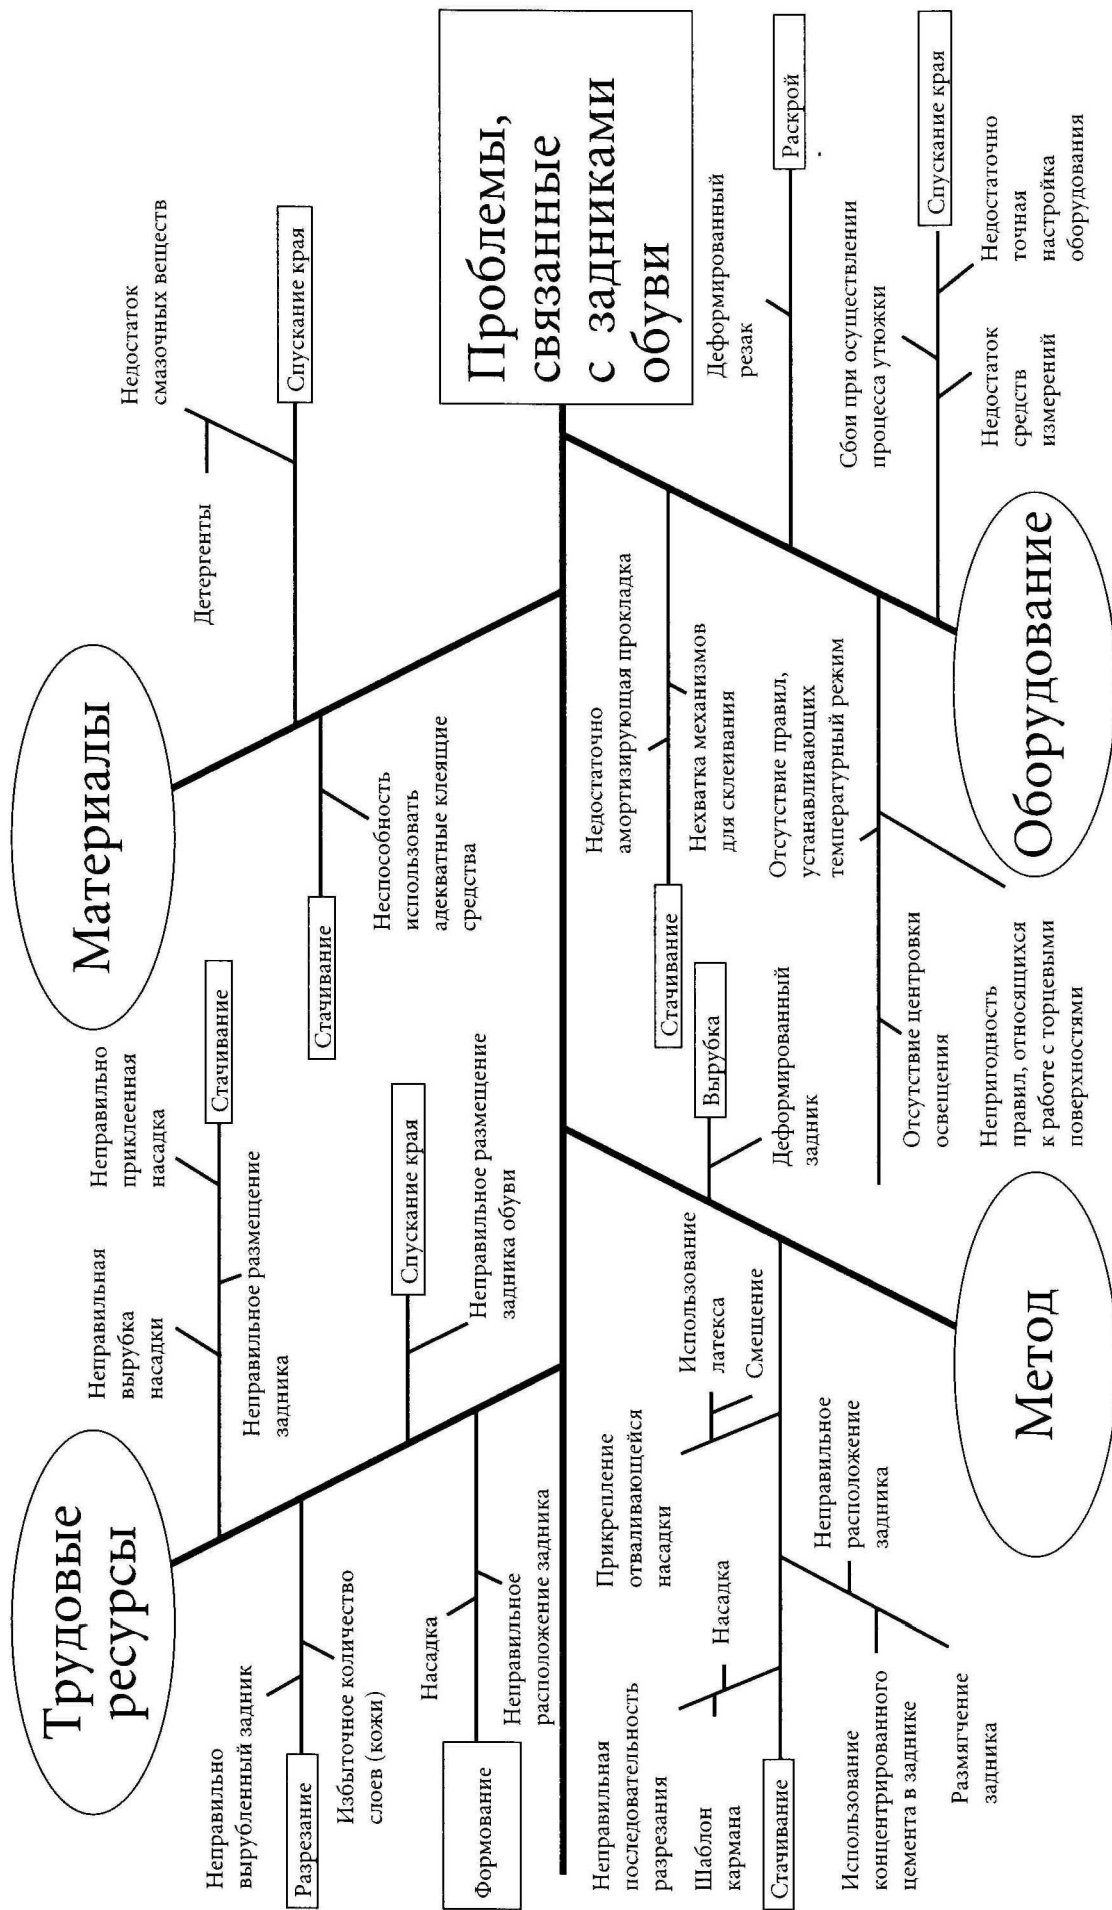 Трудовые
ресурсы
Неправильная
вырубка
насадки
Неправильно
приклеенная
насадка
Стачивание
Неправильное размещение
задника
Неправильно
вырубленный задник
Разрезание
Избыточное количество
слоев (кожи)
Спускание края
Неправильное размещение
задника обуви
Насадка
Формование
Неправильное
расположение задника
Материалы
Недостаток
смазочных веществ
Детергенты
Спускание края
Стачивание
Неспособность
использовать
адекватные клеящие
средства
Проблемы,
связанные
с задниками
обуви
Неправильная
последовательность
разрезания
Шаблон
кармана
Насадка
Прикрепление
отваливающейся
насадки
Использование
латекса
Смещение
Стачивание
Вырубка
Деформированный
задник
Неправильное
расположение
задника
Использование
концентрированного
цемента в заднике
Размягчение
задника
Метод
Недостаточно
амортизирующая прокладка
Стачивание
Нехватка механизмов
для склеивания
Деформированный
резак
Раскрой
Отсутствие правил,
устанавливающих
температурный режим
Отсутствие центровки
освещения
Непригодность
правил, относящихся
к работе с торцевыми
поверхностями
Сбои при осуществлении
процесса утюжки
Спускание края
Недостаток
средств
измерений
Недостаточно
точная
настройка
оборудования
Оборудование